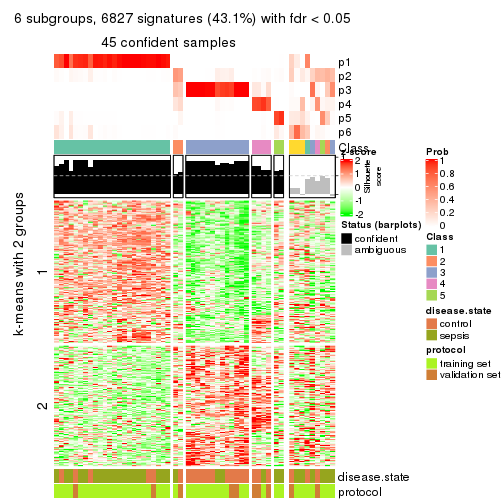 6 subgroups, 6827 signatures (43.1%) with fdr < 0.05
45 confident samples
p1
p2
p3
p4
p5
p6
Class
z-score
2
1
0
-1
-2
1
Silhouette
score
Prob
1
0.8
0.6
0.4
0.2
0
Status (barplots)
confident
ambiguous
Class
1
2
3
4
5
disease.state
control
sepsis
protocol
training set
validation set
k-means with 2 groups
1
2
disease.state
protocol